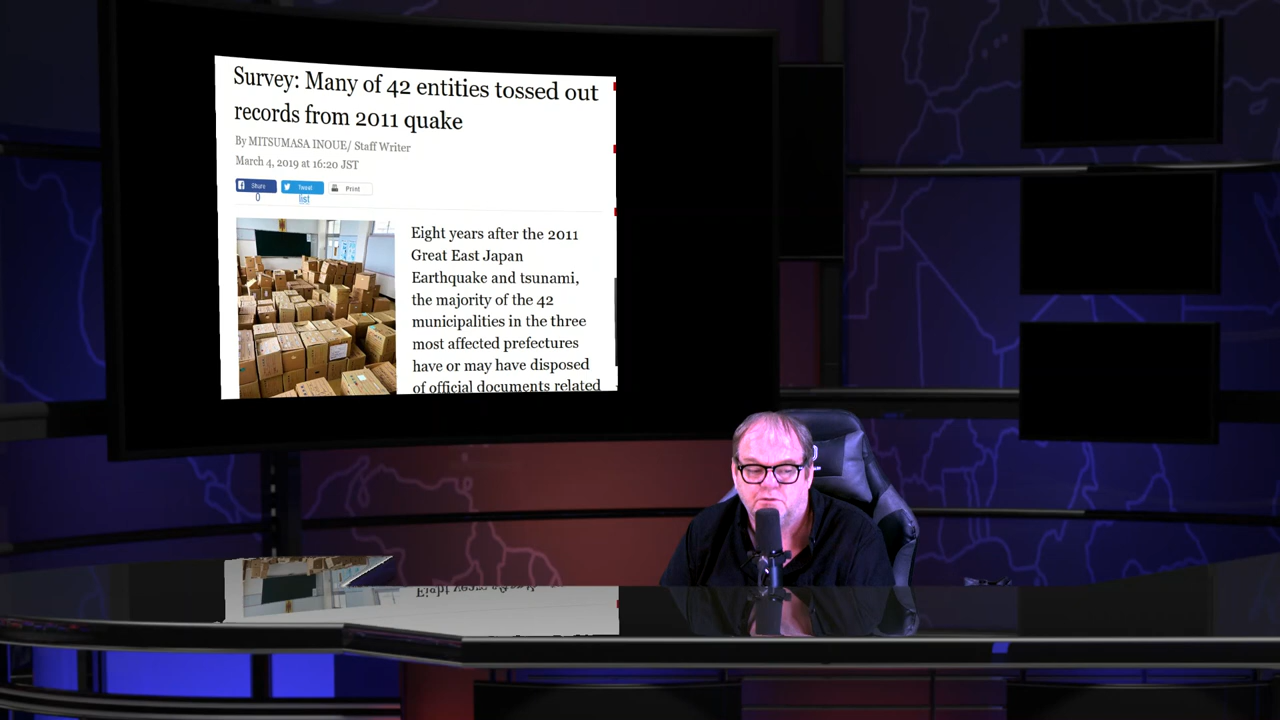 Survey: Many of 42 entities tossed out
records from 2011 quake
By MITSUMASA INOUE/ Staff Writer
March 4, 2019 at 16:20 JST
Share
Tweet
Print
0
list
Eight years after the 2011
Great East Japan
Earthquake and tsunami,
the majority of the 42
municipalities in the three
most affected prefectures
have or may have disposed
of official documents related